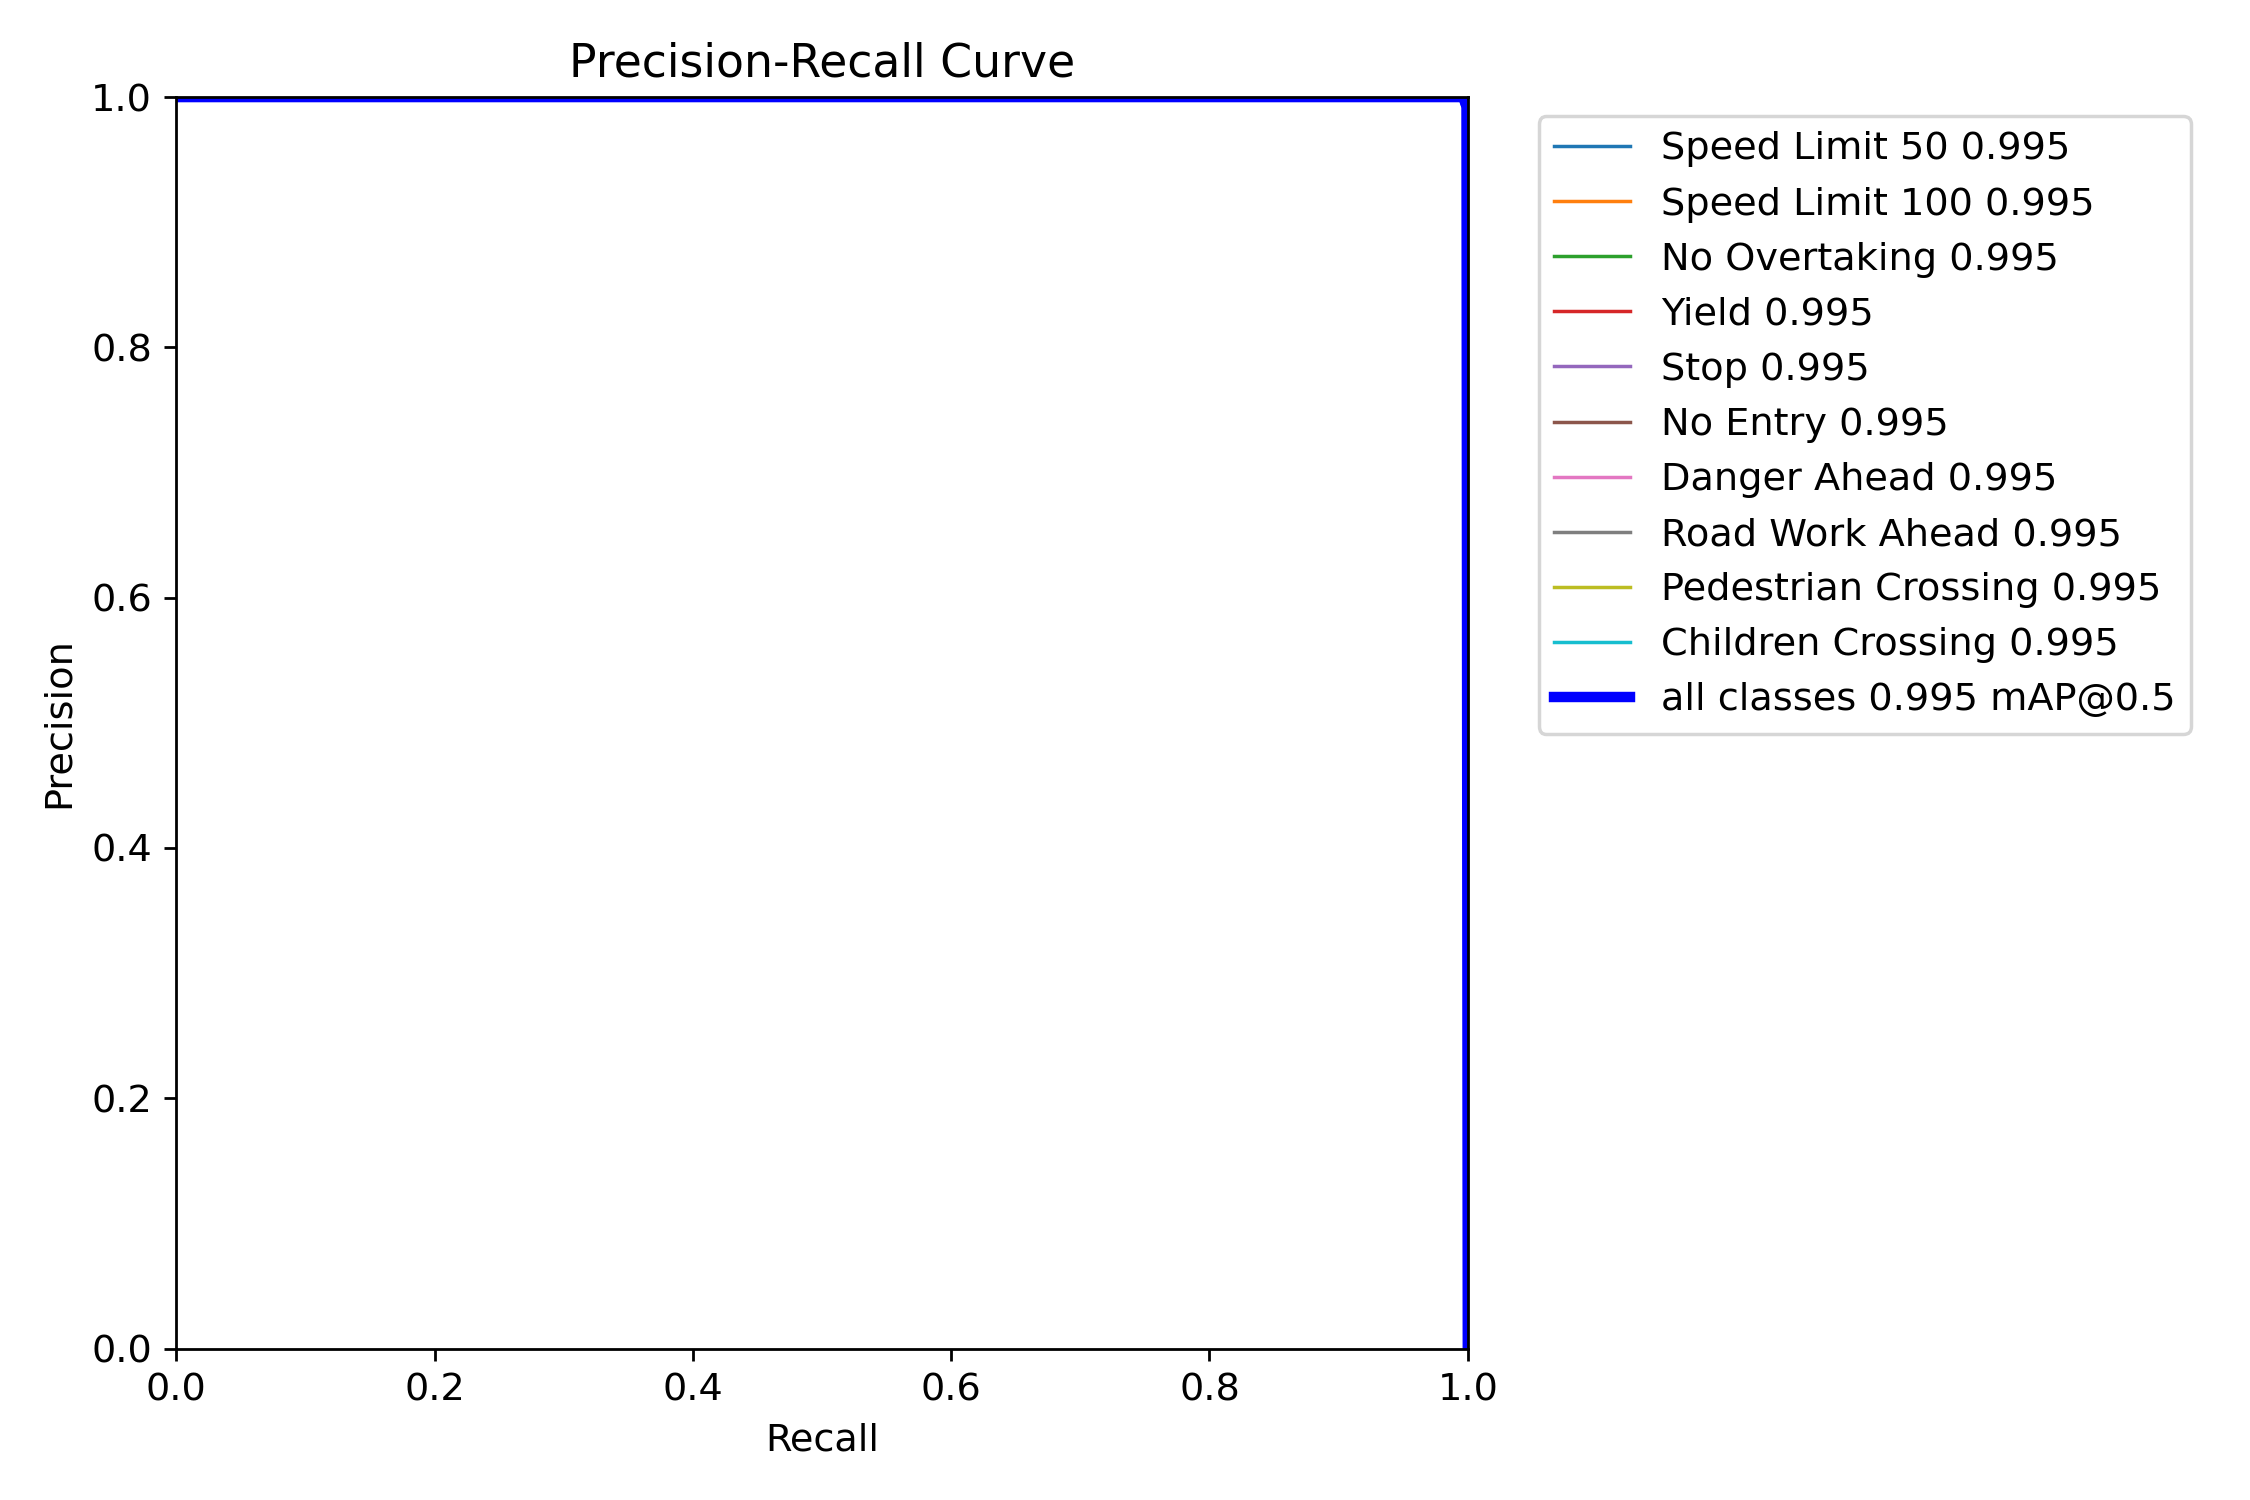 Precision-Recall Curve
1.0
0.8
0.6
0.4
0.2
0.0
Precision
0.0 0.2 0.4 0.6 0.8 1.0
Recall
Speed Limit 50 0.995
Speed Limit 100 0.995
No Overtaking 0.995
Yield 0.995
Stop 0.995
No Entry 0.995
Danger Ahead 0.995
Road Work Ahead 0.995
Pedestrian Crossing 0.995
Children Crossing 0.995
all classes 0.995 mAP@0.5